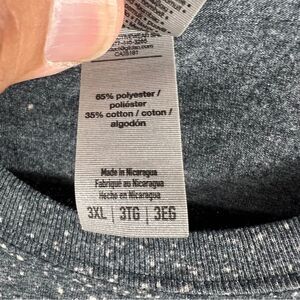 CA25181
65% polyester /
poliéster
35% cotton / coton /
algodón
Made in Nicaragua
Fabriqué au Nicaragua
Hecho en Nicaragua
3XL | 3TG | 3EG